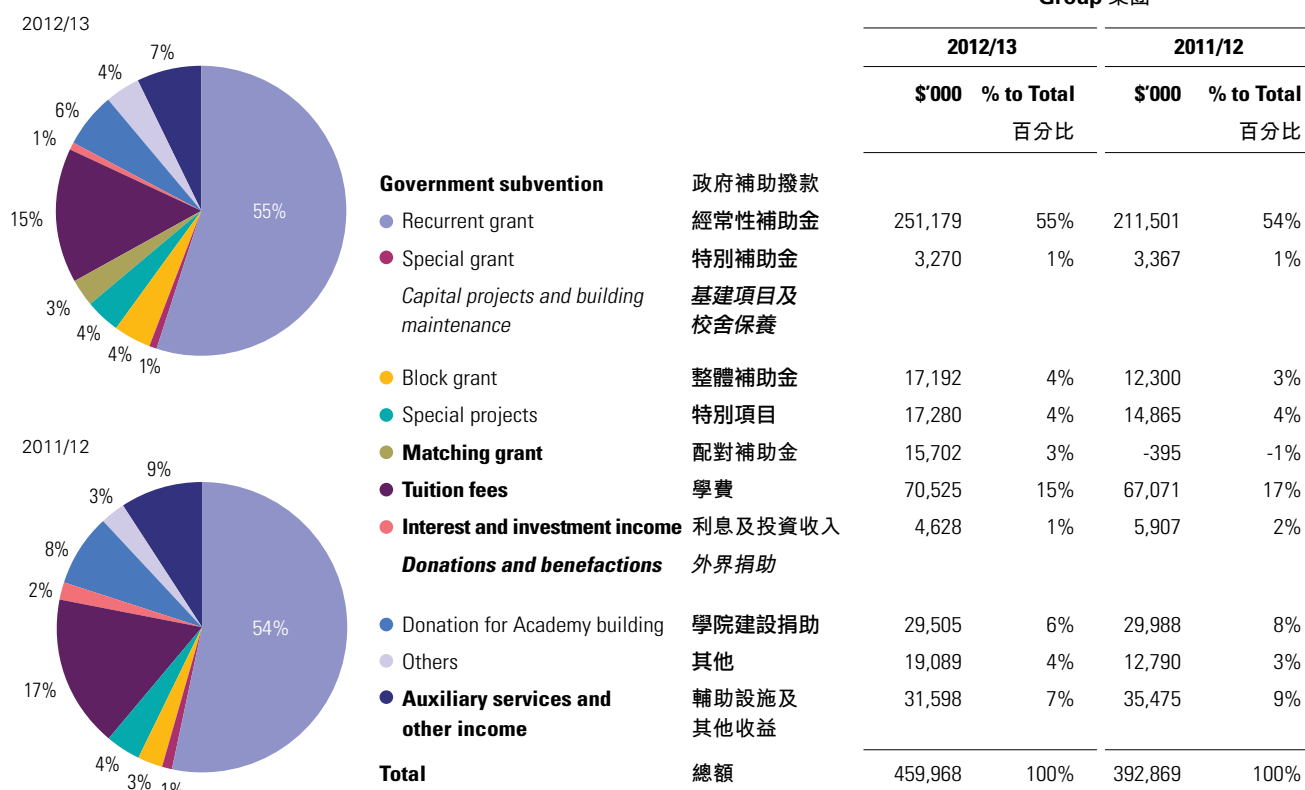 Group 集團
2012/13
7%
4%
6%
1%
15%
55%
3%
4%
4%
1%
2011/12
9%
3%
8%
2%
54%
17%
4%
3%
1%
2012/13 2011/12
$'000 % to Total $'000 % to Total
百分比 百分比
Government subvention 政府補助撥款
Recurrent grant 經常性補助金 251,179 55% 211,501 54%
Special grant 特別補助金 3,270 1% 3,367 1%
Capital projects and building 基建項目及
maintenance 校舍保養
Block grant 整體補助金 17,192 4% 12,300 3%
Special projects 特別項目 17,280 4% 14,865 4%
Matching grant 配對補助金 15,702 3% -395 -1%
Tuition fees 學費 70,525 15% 67,071 17%
Interest and investment income 利息及投資收入 4,628 1% 5,907 2%
Donations and benefactions 外界捐助
Donation for Academy building 學院建設捐助 29,505 6% 29,988 8%
Others 其他 19,089 4% 12,790 3%
Auxiliary services and 輔助設施及 31,598 7% 35,475 9%
other income 其他收益
Total 總額 459,968 100% 392,869 100%